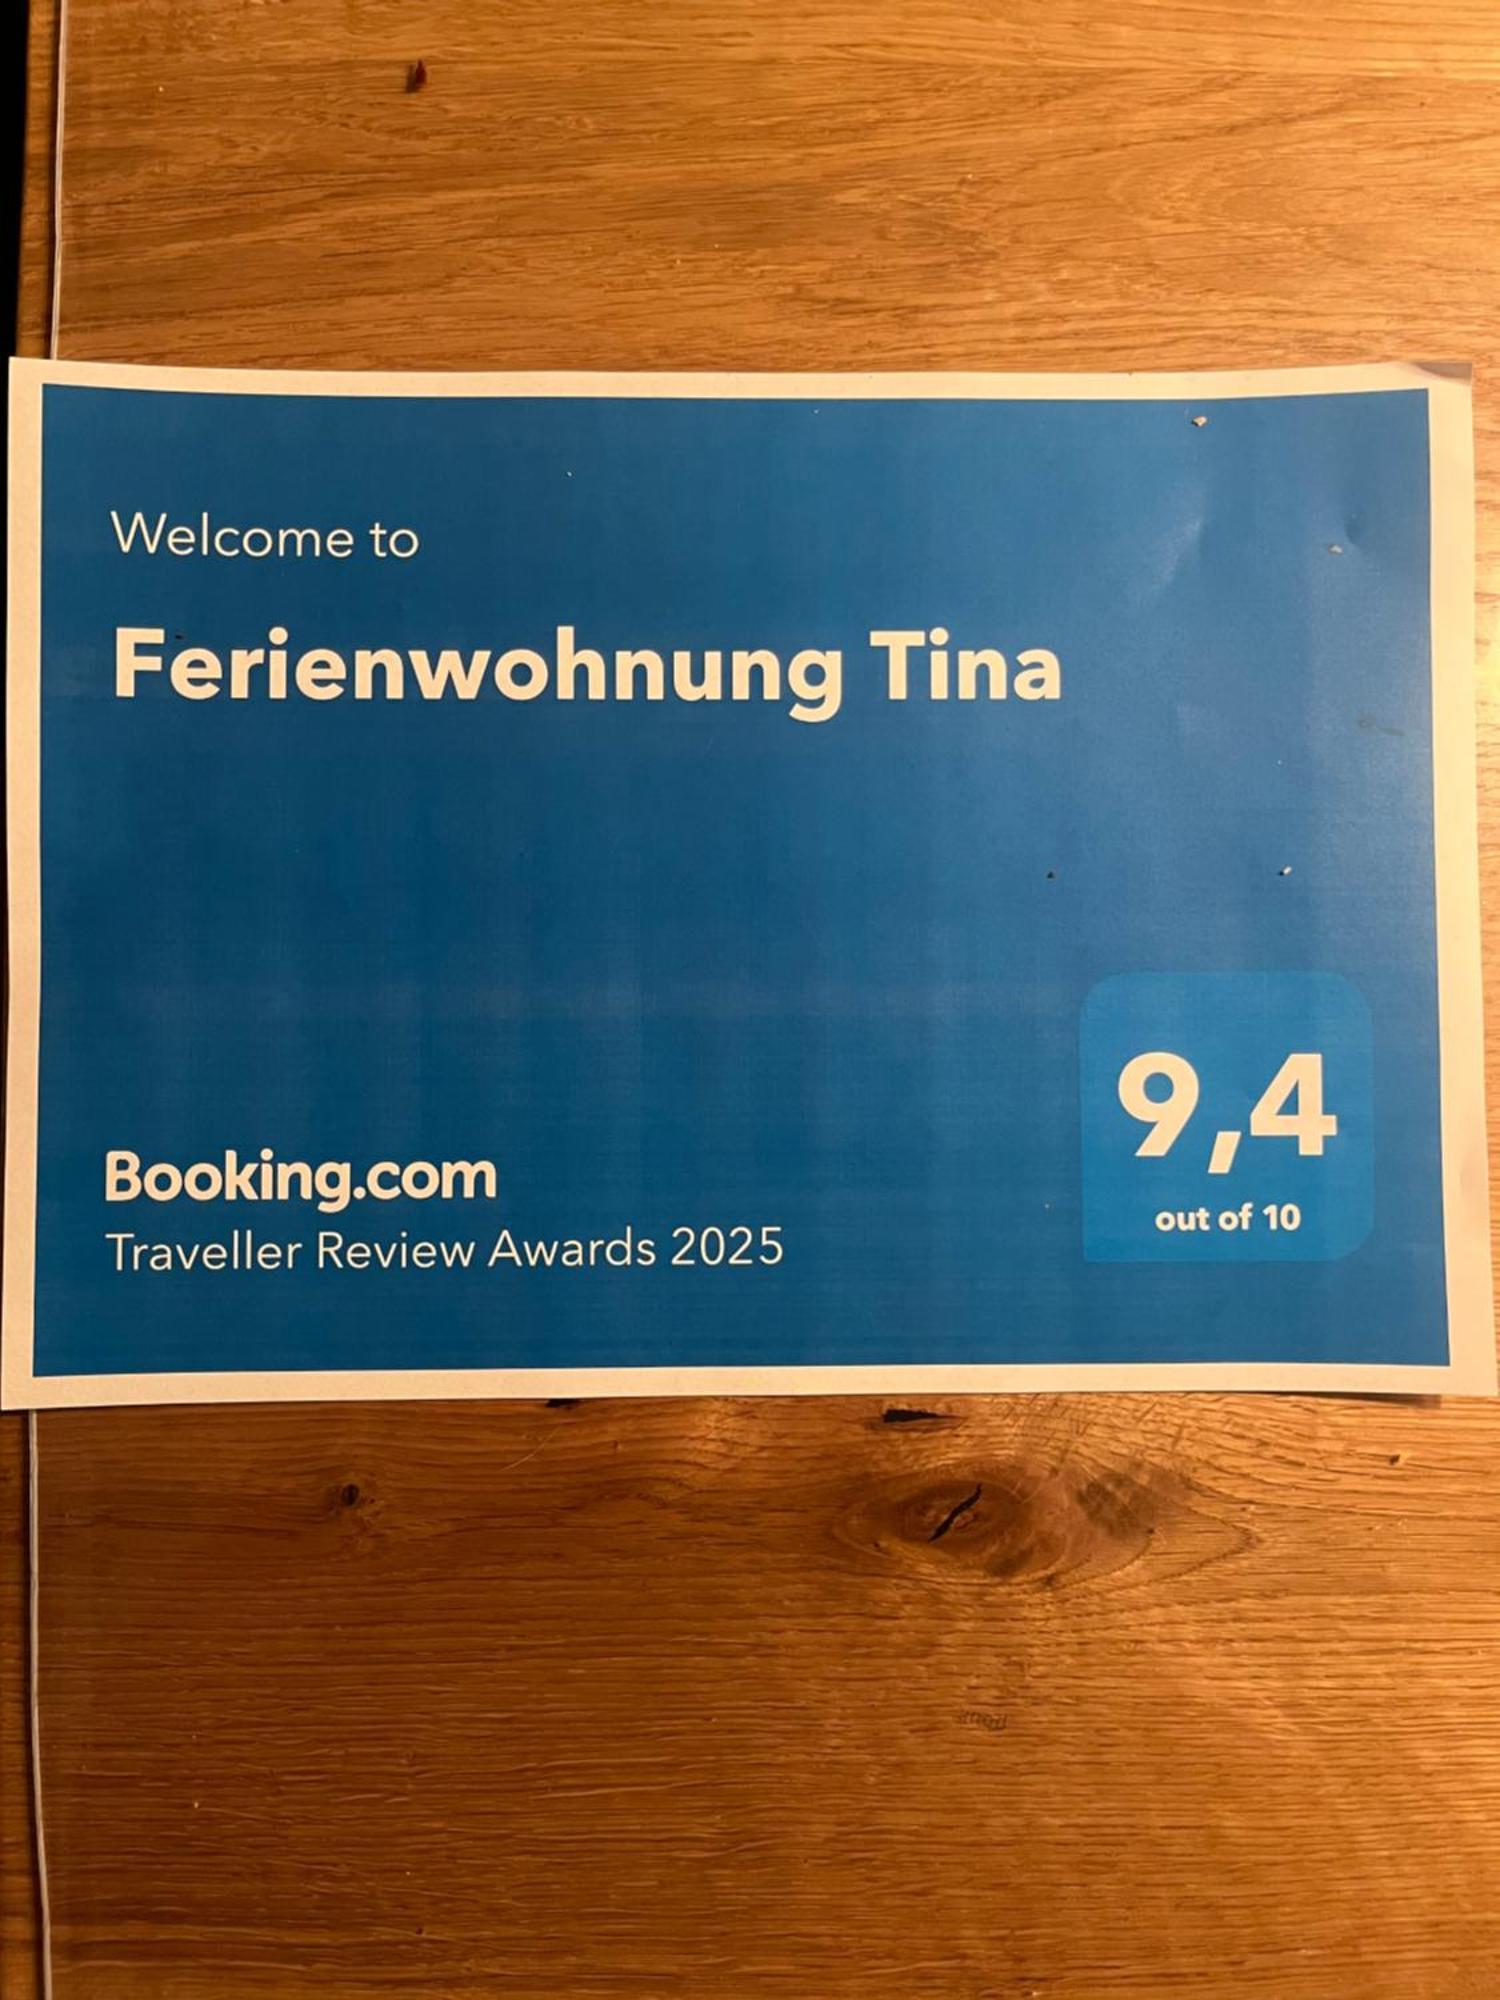 Welcome to
Ferienwohnung Tina
9,4
out of 10
Booking.com
Traveller Review Awards 2025